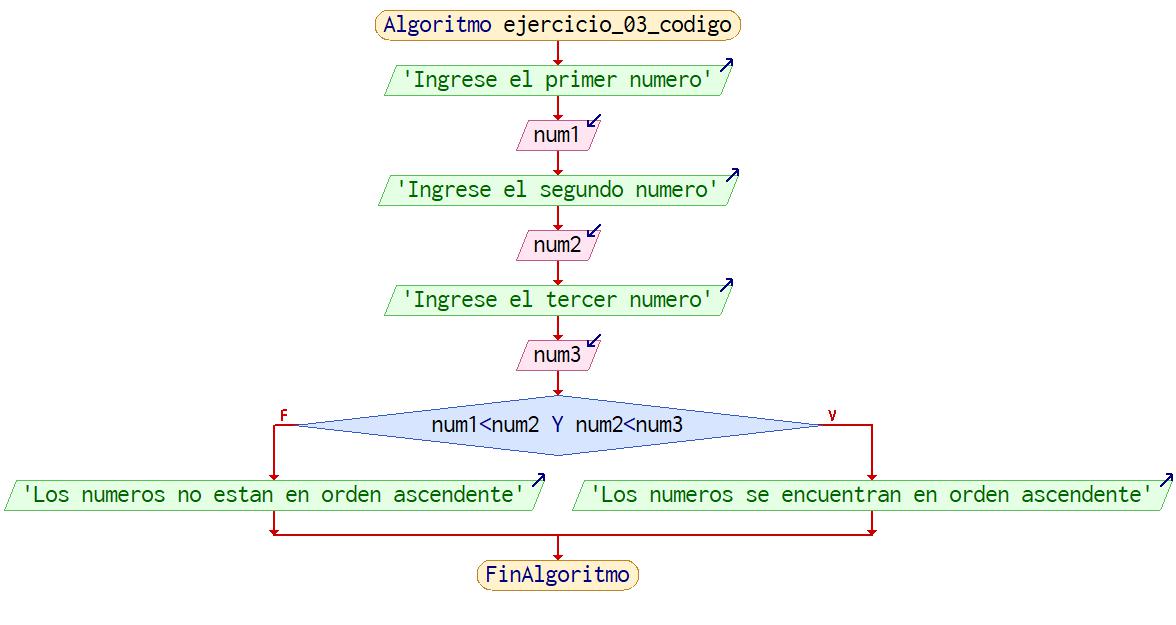 Algoritmo ejercicio_03_codigo
'Ingrese el primer numero'
num1
'Ingrese el segundo numero'
num2
'Ingrese el tercer numero'
num3
F
V
num1<num2 Y num2<num3
'Los numeros no estan en orden ascendente'
'Los numeros se encuentran en orden ascendente'
FinAlgoritmo